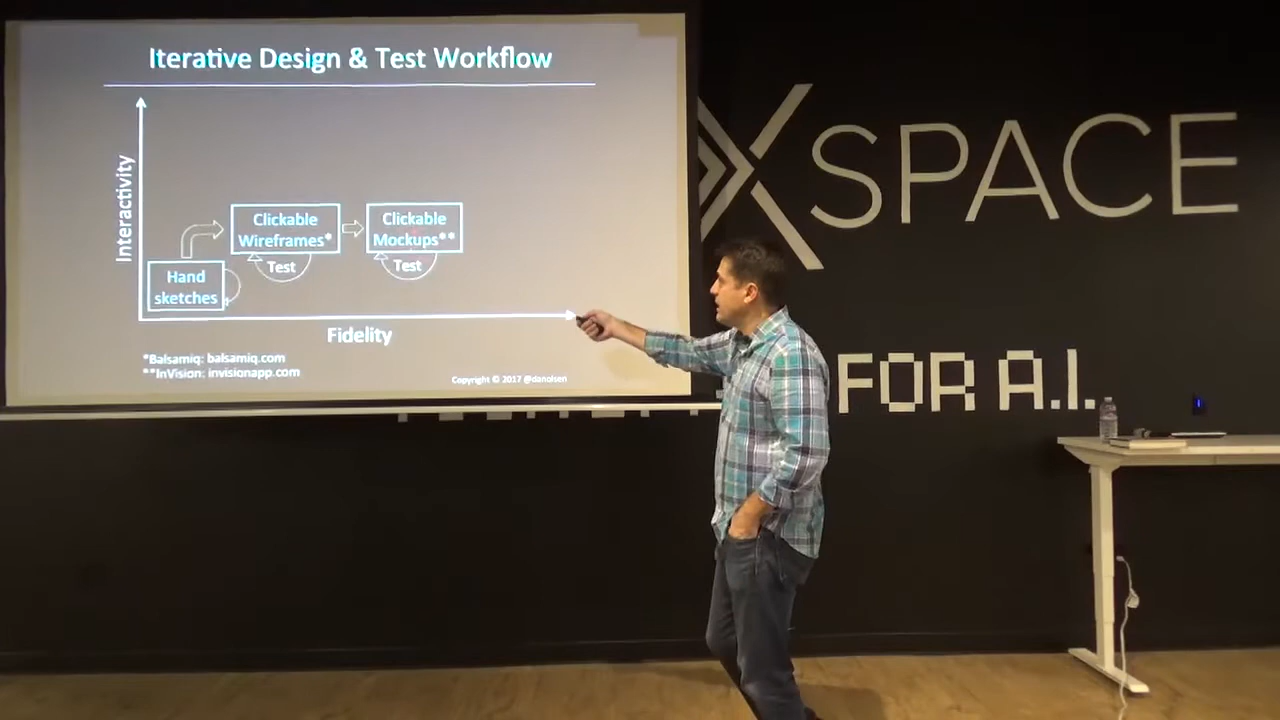 Iterative Design & Test Workflow
Interactivity
Clickable
Wireframes*
Test
Clickable
Mockups**
Test
Hand
sketches
Fidelity
*Balsamiq: balsamiq.com
**InVision: invisionapp.com
Copyright © 2017 @danolsen
XSPACE
FOR A.I.